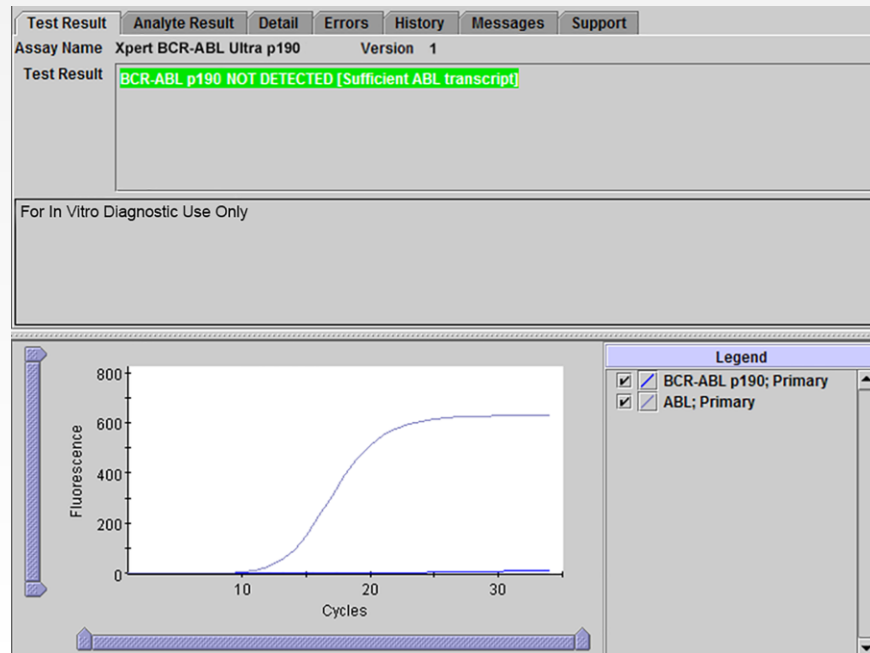 Test Result Analyte Result Detail Errors History Messages Support
Assay Name Xpert BCR-ABL Ultra p190 Version 1
Test Result BCR-ABL p190 NOT DETECTED [Sufficient ABL transcript]
For In Vitro Diagnostic Use Only
800
600
400
200
0
Fluorescence
10 20 30
Cycles
Legend
BCR-ABL p190; Primary
ABL; Primary